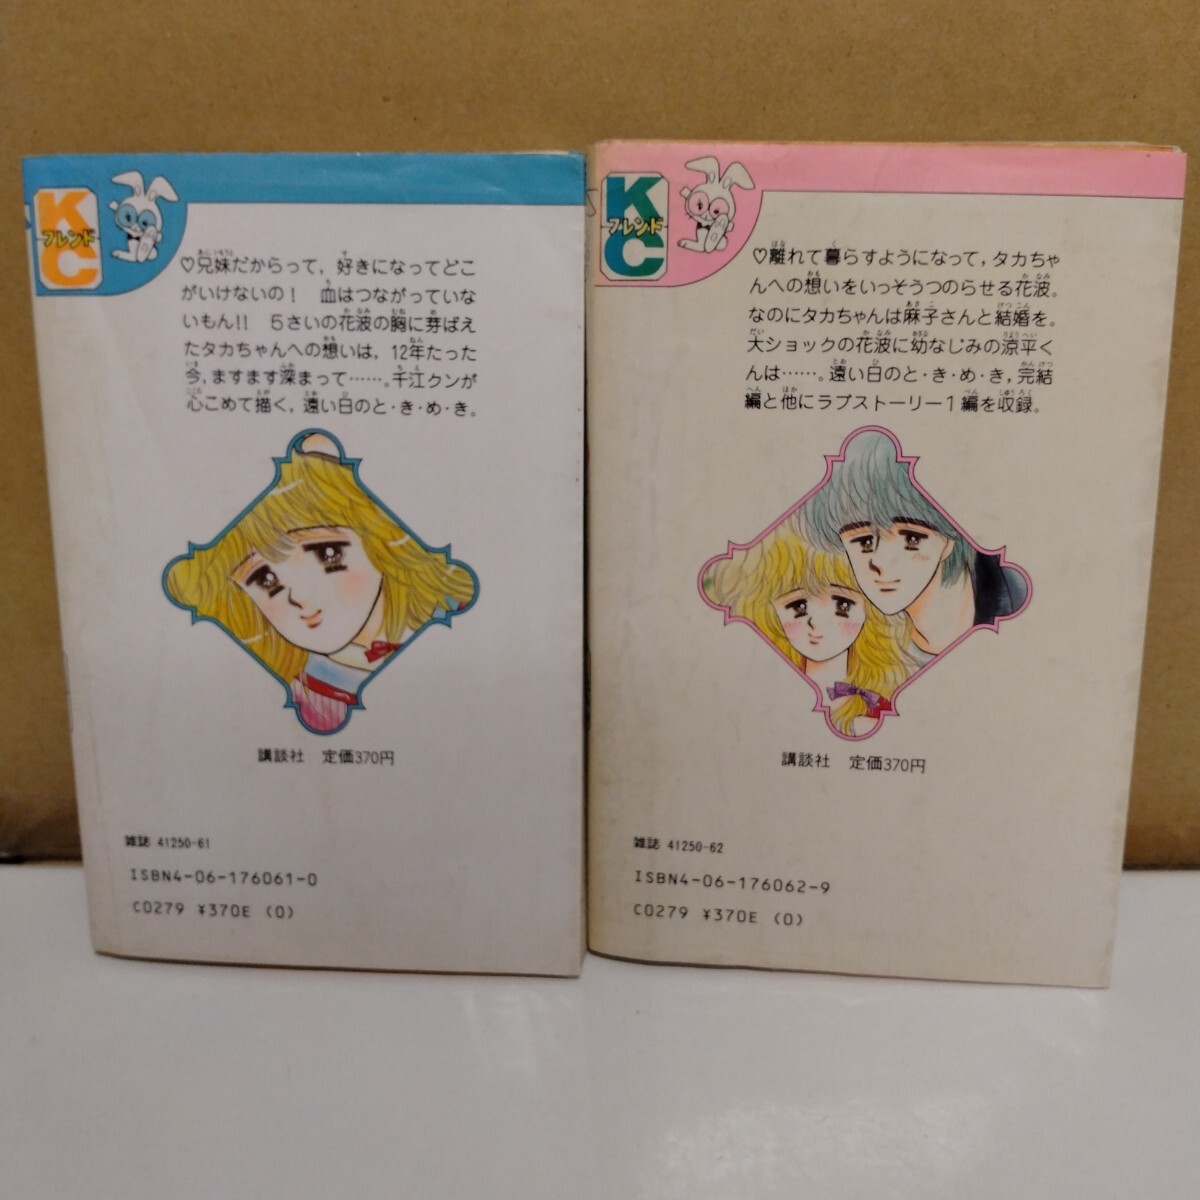 KC
フレンド
♡兄妹だからって，好きになってどこ
がいけないの！　血はつながっていな
いもん!!　５さいの花波の胸に芽ばえ
たタカちゃんへの想いは，12年たった
今，ますます深まって……。千江クンが
心こめて描く，遠い日のと・き・め・き。
講談社　定価370円
雑誌 41250-61
ISBN4-06-176061-0
C0279 ¥370E (0)
KC
フレンド
♡離れて暮らすようになって，タカちゃ
んへの想いをいっそうつのらせる花波。
なのにタカちゃんは麻子さんと結婚を。
大ショックの花波に幼なじみの涼平く
んは……。遠い日のと・き・め・き，完結
編と他にラブストーリー１編を収録。
講談社　定価370円
雑誌 41250-62
ISBN4-06-176062-9
C0279 ¥370E (0)